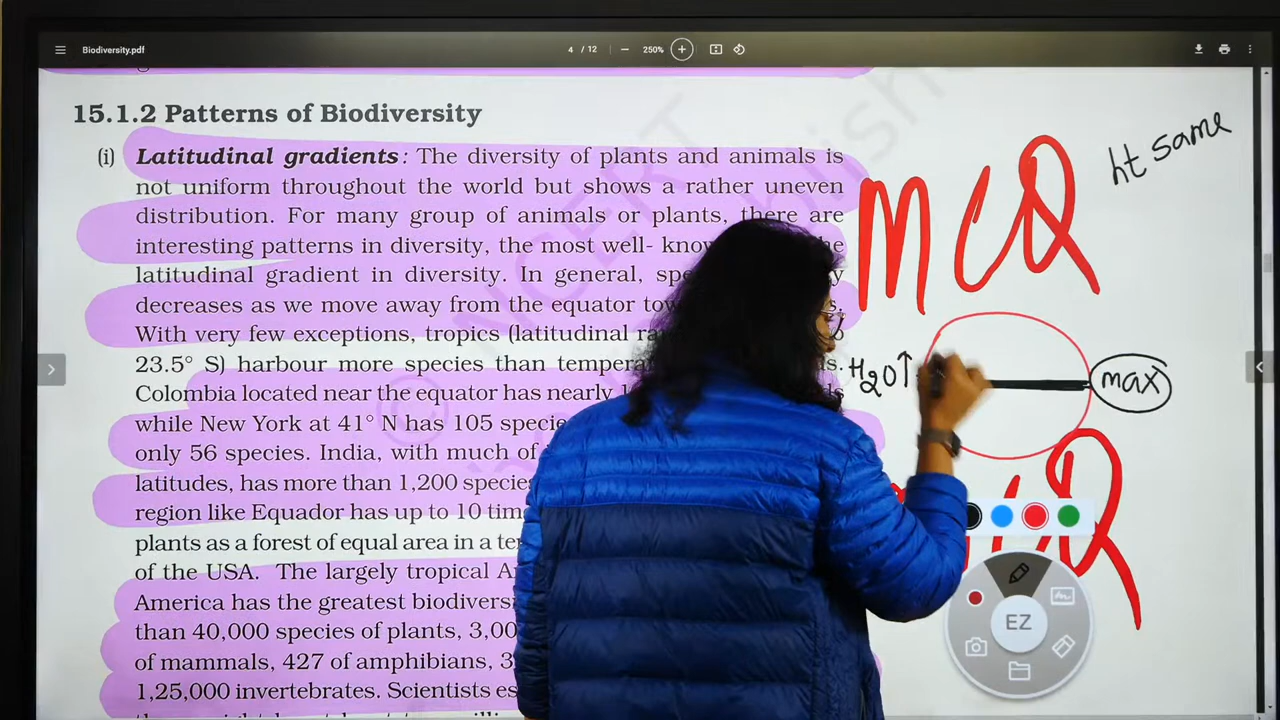 Biodiversity.pdf
4 / 12
250%
15.1.2 Patterns of Biodiversity
(i) Latitudinal gradients : The diversity of plants and animals is
not uniform throughout the world but shows a rather uneven
distribution. For many group of animals or plants, there are
interesting patterns in diversity, the most well- know
latitudinal gradient in diversity. In general, spe
decreases as we move away from the equator tow
With very few exceptions, tropics (latitudinal ra
23.5° S) harbour more species than tempera
Colombia located near the equator has nearly 1
while New York at 41° N has 105 specie
only 56 species. India, with much of i
latitudes, has more than 1,200 species
region like Equador has up to 10 time
plants as a forest of equal area in a te
of the USA. The largely tropical A
America has the greatest biodiversi
than 40,000 species of plants, 3,00
of mammals, 427 of amphibians, 3
1,25,000 invertebrates. Scientists es
MCQ
ht same
H2O↑
max
EZ
© NCERT